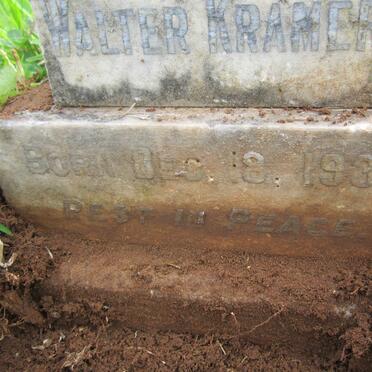 WALTER KRAMER
BORN DEC. 18. 193
REST IN PEACE